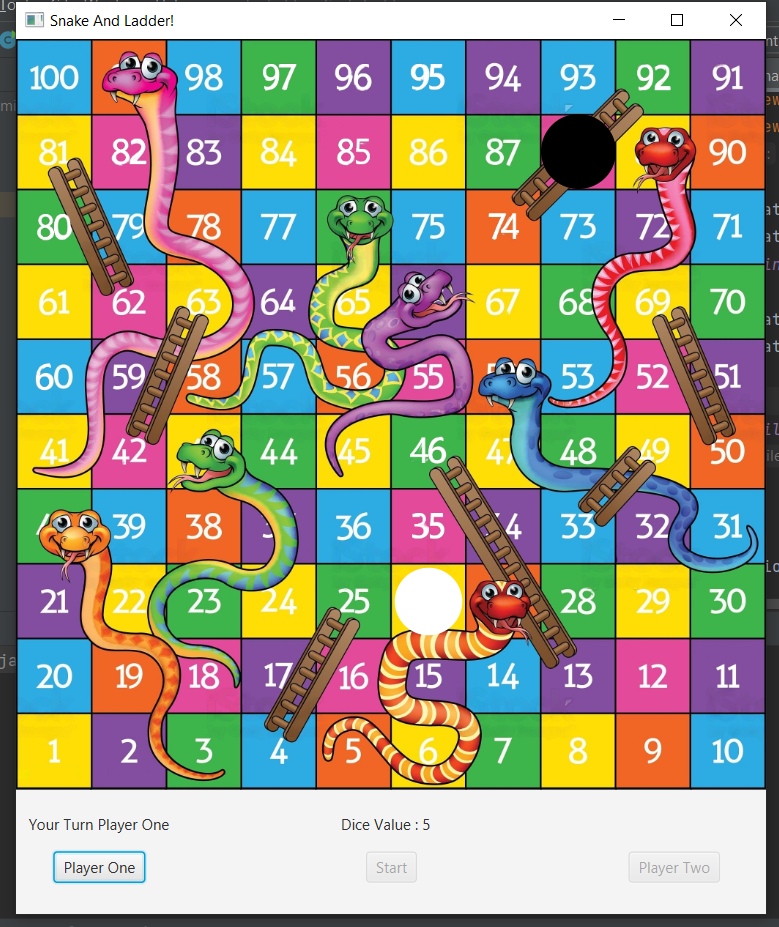 Snake And Ladder!
100 98 97 96 95 94 93 92 91
81 82 83 84 85 86 87 90
80 79 78 77 75 74 73 72 71
61 62 63 64 65 67 68 69 70
60 59 58 57 56 55 53 52 51
41 42 44 45 46 47 48 49 50
39 38 36 35 33 32 31
21 22 23 24 25 28 29 30
20 19 18 17 16 15 14 13 12 11
1 2 3 4 5 6 7 8 9 10
Your Turn Player One Dice Value : 5
Player One Start Player Two